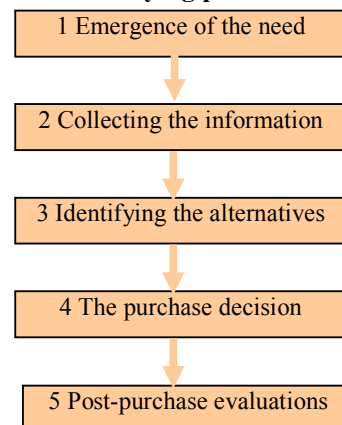 1 Emergence of the need
2 Collecting the information
3 Identifying the alternatives
4 The purchase decision
5 Post-purchase evaluations